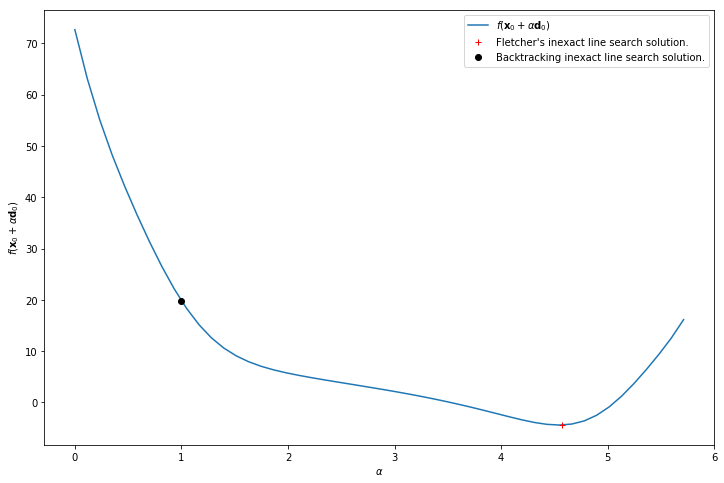 f(x₀ + αd₀)
Fletcher's inexact line search solution.
Backtracking inexact line search solution.
70
60
50
40
30
20
10
0
f(x₀ + αd₀)
0 1 2 3 4 5 6
α